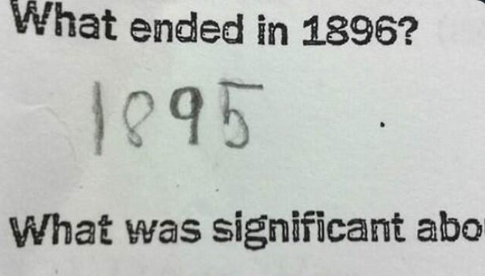 What ended in 1896?
1895
What was significant abo